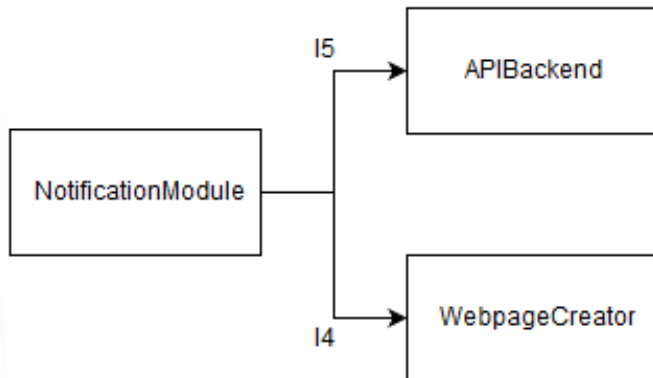 I5
APIBackend
NotificationModule
WebpageCreator
I4